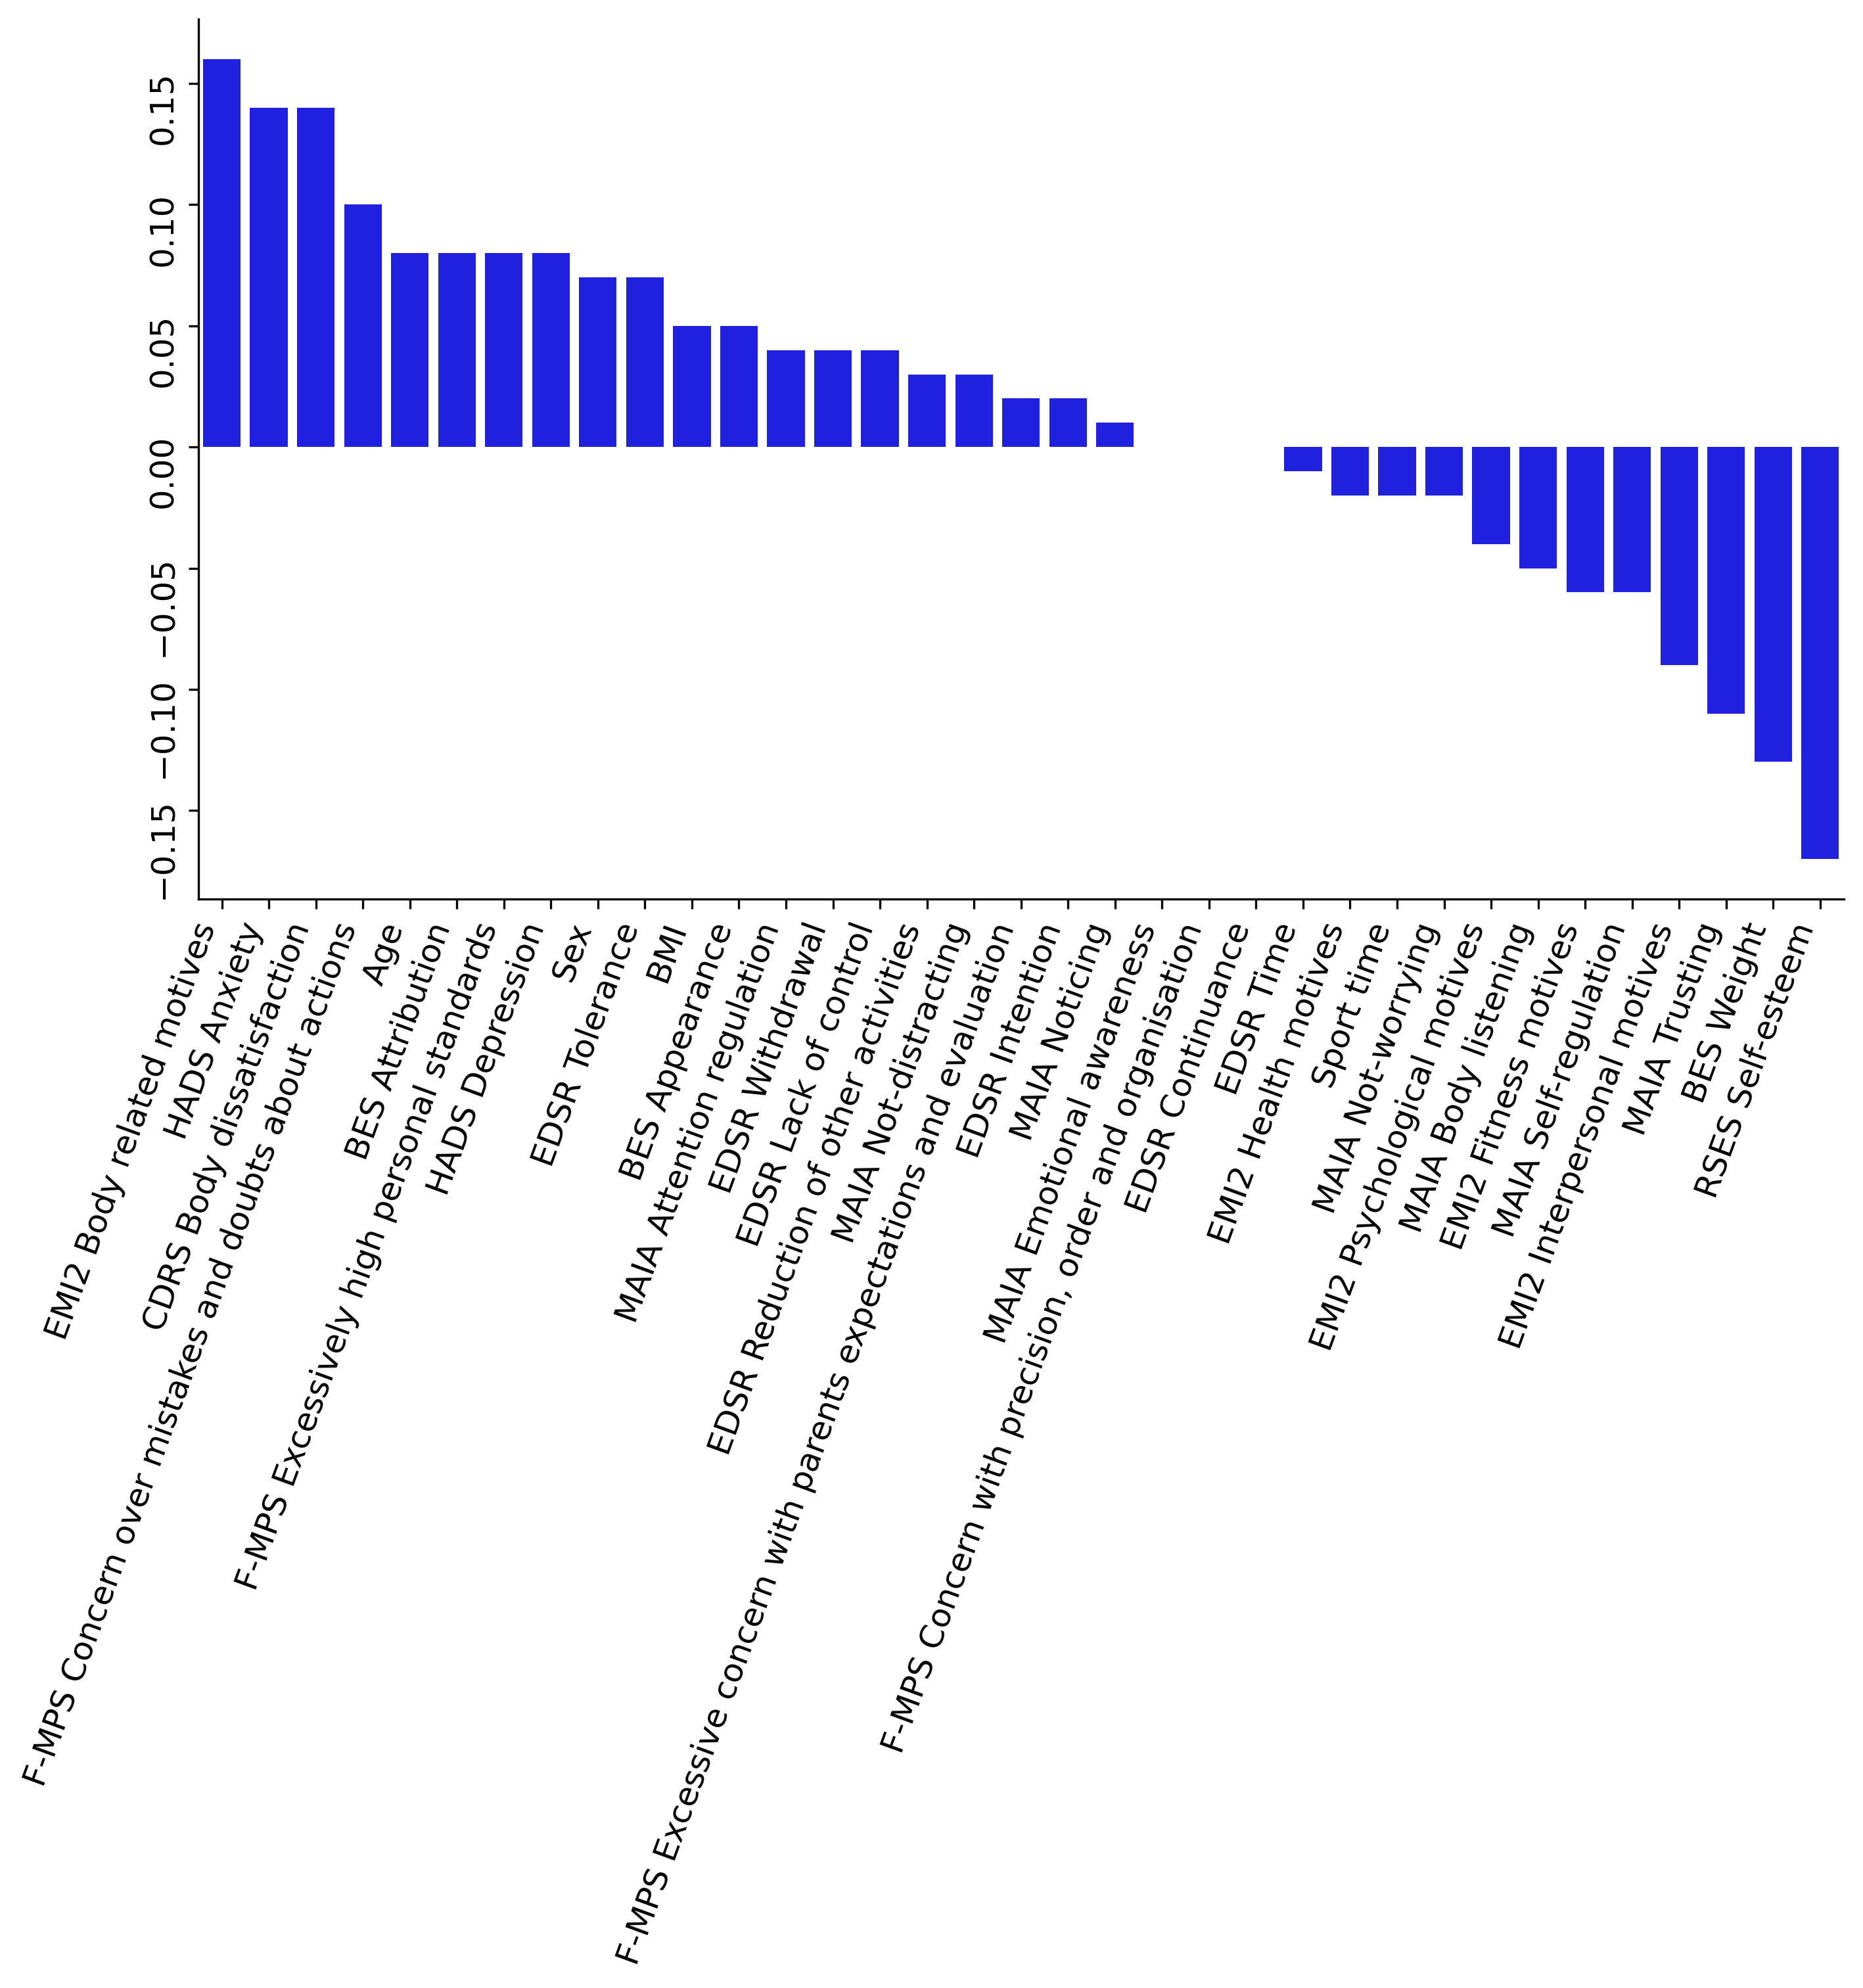 0.15
0.10
0.05
0.00
−0.05
−0.10
−0.15
EMI2 Body related motives
HADS Anxiety
CDRS Body dissatisfaction
F-MPS Concern over mistakes and doubts about actions
Age
BES Attribution
F-MPS Excessively high personal standards
HADS Depression
Sex
EDSR Tolerance
BMI
BES Appearance
MAIA Attention regulation
EDSR Withdrawal
EDSR Lack of control
EDSR Reduction of other activities
MAIA Not-distracting
F-MPS Excessive concern with parents expectations and evaluation
EDSR Intention
MAIA Noticing
MAIA Emotional awareness
F-MPS Concern with precision, order and organisation
EDSR Continuance
EDSR Time
EMI2 Health motives
Sport time
MAIA Not-worrying
EMI2 Psychological motives
MAIA Body listening
EMI2 Fitness motives
MAIA Self-regulation
EMI2 Interpersonal motives
MAIA Trusting
BES Weight
RSES Self-esteem